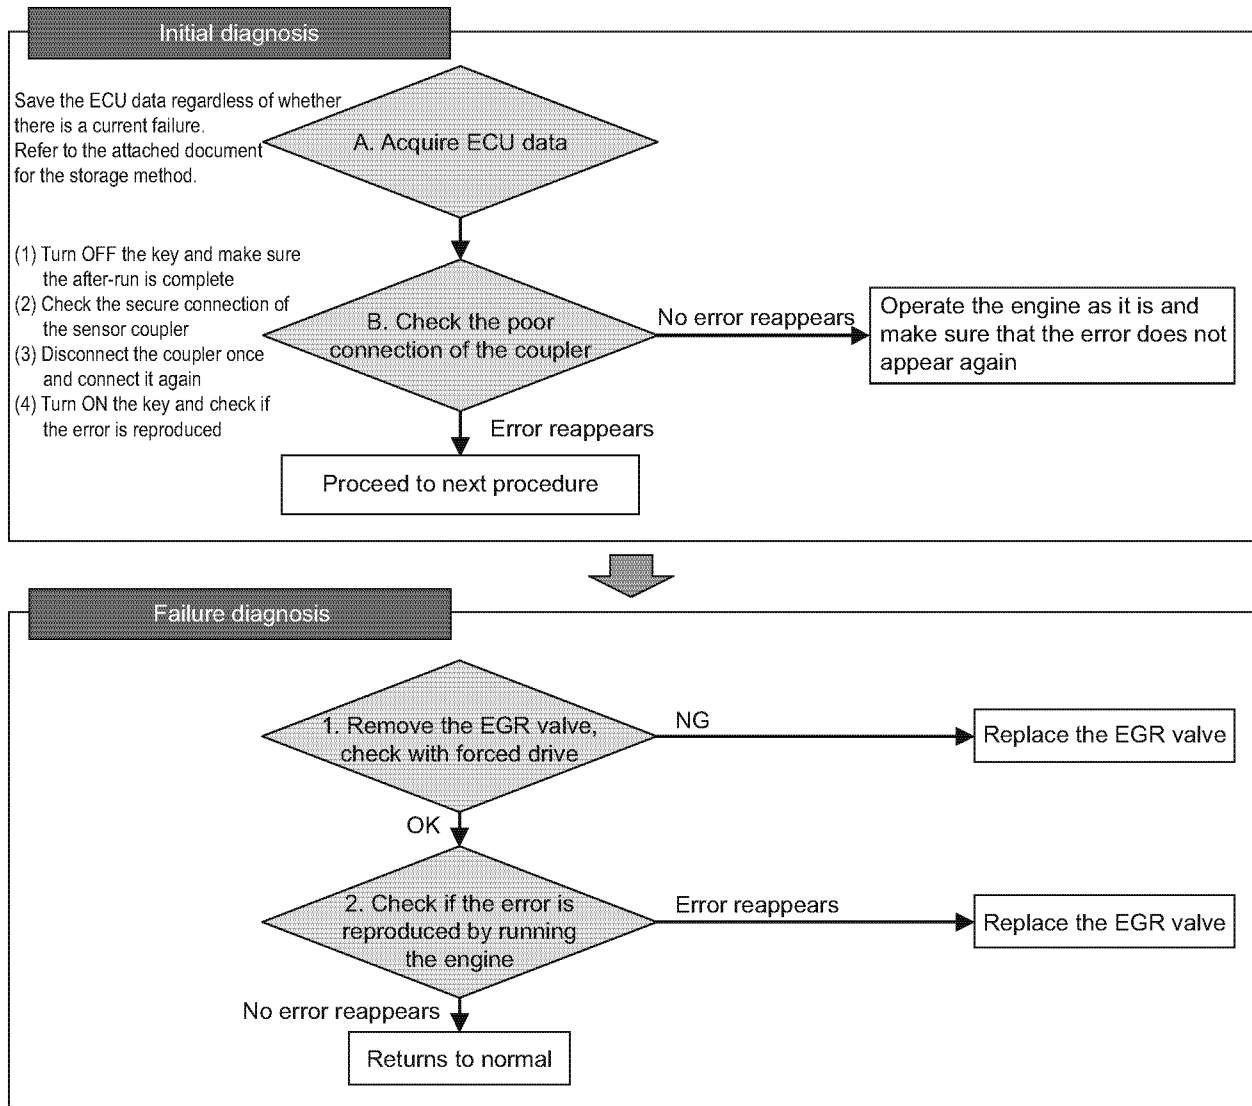 Initial diagnosis
Save the ECU data regardless of whether
there is a current failure.
Refer to the attached document
for the storage method.
A. Acquire ECU data
(1) Turn OFF the key and make sure
the after-run is complete
(2) Check the secure connection of
the sensor coupler
(3) Disconnect the coupler once
and connect it again
(4) Turn ON the key and check if
the error is reproduced
B. Check the poor
connection of the coupler
No error reappears
Operate the engine as it is and
make sure that the error does not
appear again
Error reappears
Proceed to next procedure
Failure diagnosis
1. Remove the EGR valve,
check with forced drive
NG
Replace the EGR valve
OK
2. Check if the error is
reproduced by running
the engine
Error reappears
Replace the EGR valve
No error reappears
Returns to normal